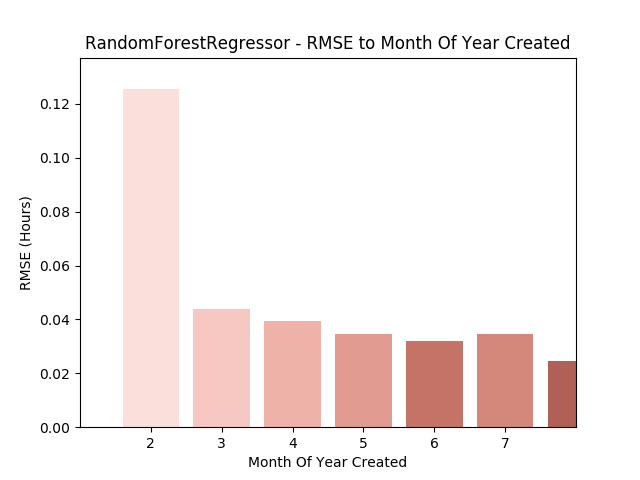 RandomForestRegressor - RMSE to Month Of Year Created
RMSE (Hours)
0.12
0.10
0.08
0.06
0.04
0.02
0.00
2 3 4 5 6 7
Month Of Year Created